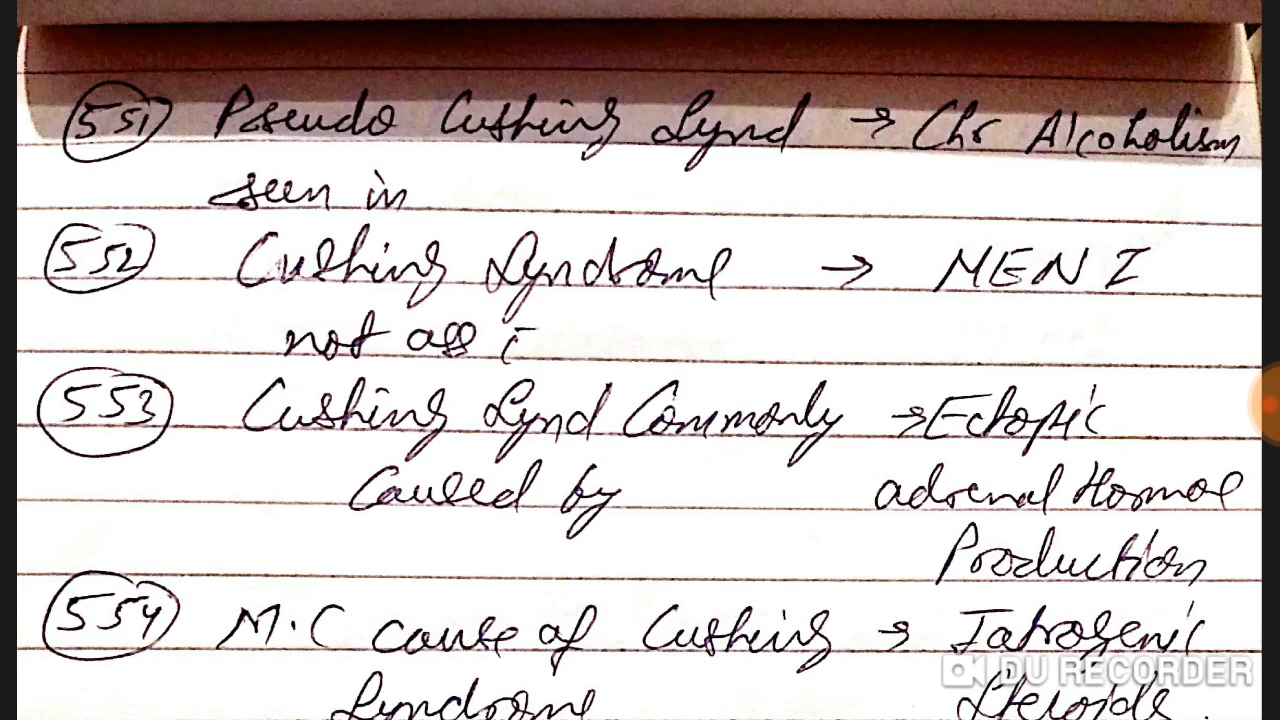 551 Pseudo Cushing Synd → Chr Alcoholism
seen in
552 Cushing Syndrome → MEN I
not ass c̄
553 Cushing Synd Commonly → Ectopic
Caused by adrenal Hormone
Production
554 M.C cause of Cushing → Iatrogenic
Syndrome Steroids.
DU RECORDER